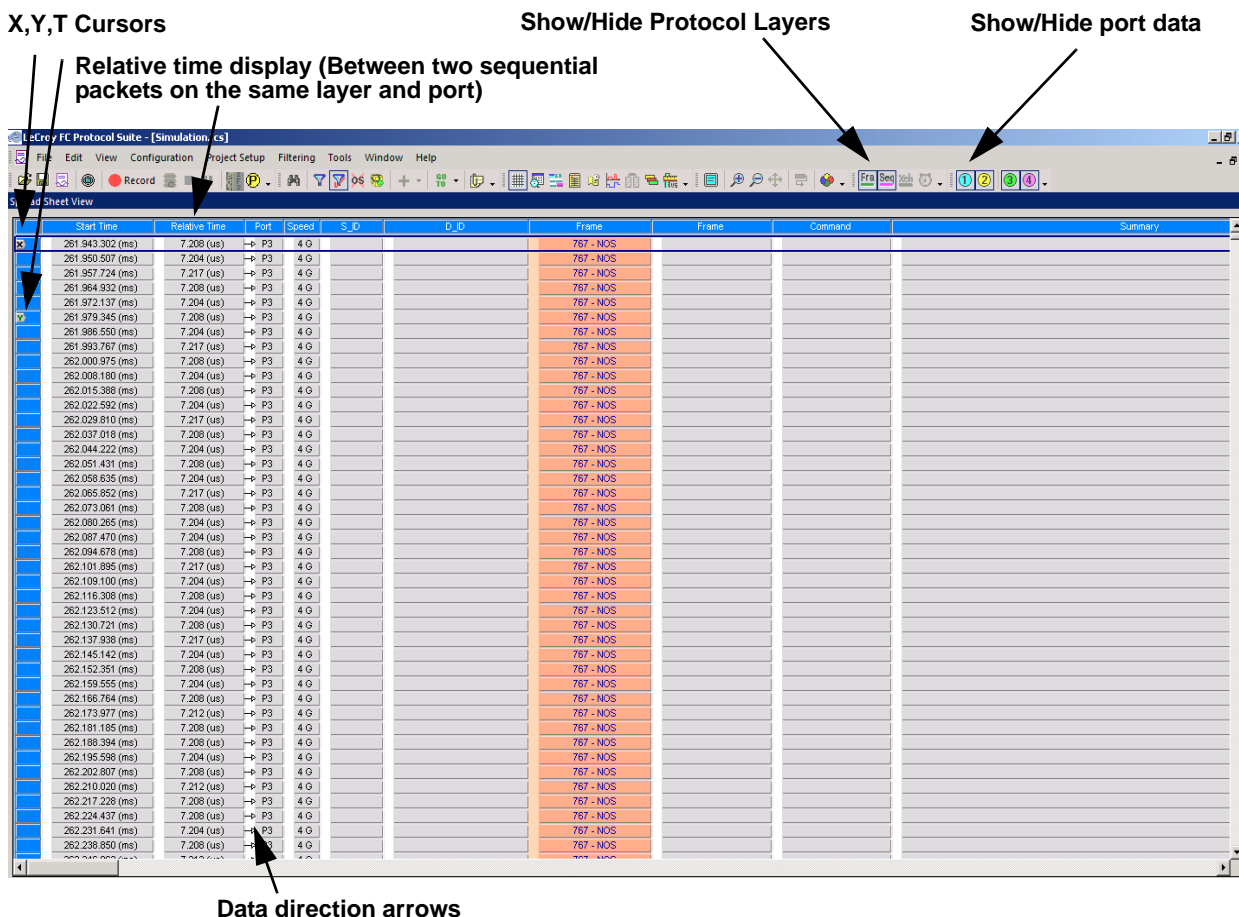 X,Y,T Cursors
Show/Hide Protocol Layers
Show/Hide port data
Relative time display (Between two sequential
packets on the same layer and port)
LeCroy FC Protocol Suite - [Simulation. cs]
File Edit View Configuration Project Setup Filtering Tools Window Help
Record P OS GO TO Fra Seq Xch 1 2 3 4
Spread Sheet View
Start Time Relative Time Port Speed S_ID D_ID Frame Frame Command Summary
X 261.943.302 (ms) 7.208 (us) P3 4 G 767 - NOS
261.950.507 (ms) 7.204 (us) P3 4 G 767 - NOS
261.957.724 (ms) 7.217 (us) P3 4 G 767 - NOS
261.964.932 (ms) 7.208 (us) P3 4 G 767 - NOS
261.972.137 (ms) 7.204 (us) P3 4 G 767 - NOS
Y 261.979.345 (ms) 7.208 (us) P3 4 G 767 - NOS
261.986.550 (ms) 7.204 (us) P3 4 G 767 - NOS
261.993.767 (ms) 7.217 (us) P3 4 G 767 - NOS
262.000.975 (ms) 7.208 (us) P3 4 G 767 - NOS
262.008.180 (ms) 7.204 (us) P3 4 G 767 - NOS
262.015.388 (ms) 7.208 (us) P3 4 G 767 - NOS
262.022.592 (ms) 7.204 (us) P3 4 G 767 - NOS
262.029.810 (ms) 7.217 (us) P3 4 G 767 - NOS
262.037.018 (ms) 7.208 (us) P3 4 G 767 - NOS
262.044.222 (ms) 7.204 (us) P3 4 G 767 - NOS
262.051.431 (ms) 7.208 (us) P3 4 G 767 - NOS
262.058.635 (ms) 7.204 (us) P3 4 G 767 - NOS
262.065.852 (ms) 7.217 (us) P3 4 G 767 - NOS
262.073.061 (ms) 7.208 (us) P3 4 G 767 - NOS
262.080.265 (ms) 7.204 (us) P3 4 G 767 - NOS
262.087.470 (ms) 7.204 (us) P3 4 G 767 - NOS
262.094.678 (ms) 7.208 (us) P3 4 G 767 - NOS
262.101.895 (ms) 7.217 (us) P3 4 G 767 - NOS
262.109.100 (ms) 7.204 (us) P3 4 G 767 - NOS
262.116.308 (ms) 7.208 (us) P3 4 G 767 - NOS
262.123.512 (ms) 7.204 (us) P3 4 G 767 - NOS
262.130.721 (ms) 7.208 (us) P3 4 G 767 - NOS
262.137.938 (ms) 7.217 (us) P3 4 G 767 - NOS
262.145.142 (ms) 7.204 (us) P3 4 G 767 - NOS
262.152.351 (ms) 7.208 (us) P3 4 G 767 - NOS
262.159.555 (ms) 7.204 (us) P3 4 G 767 - NOS
262.166.764 (ms) 7.208 (us) P3 4 G 767 - NOS
262.173.977 (ms) 7.212 (us) P3 4 G 767 - NOS
262.181.185 (ms) 7.208 (us) P3 4 G 767 - NOS
262.188.394 (ms) 7.208 (us) P3 4 G 767 - NOS
262.195.598 (ms) 7.204 (us) P3 4 G 767 - NOS
262.202.807 (ms) 7.208 (us) P3 4 G 767 - NOS
262.210.020 (ms) 7.212 (us) P3 4 G 767 - NOS
262.217.228 (ms) 7.208 (us) P3 4 G 767 - NOS
262.224.437 (ms) 7.208 (us) P3 4 G 767 - NOS
262.231.641 (ms) 7.204 (us) P3 4 G 767 - NOS
262.238.850 (ms) 7.208 (us) 4 G 767 - NOS
Data direction arrows